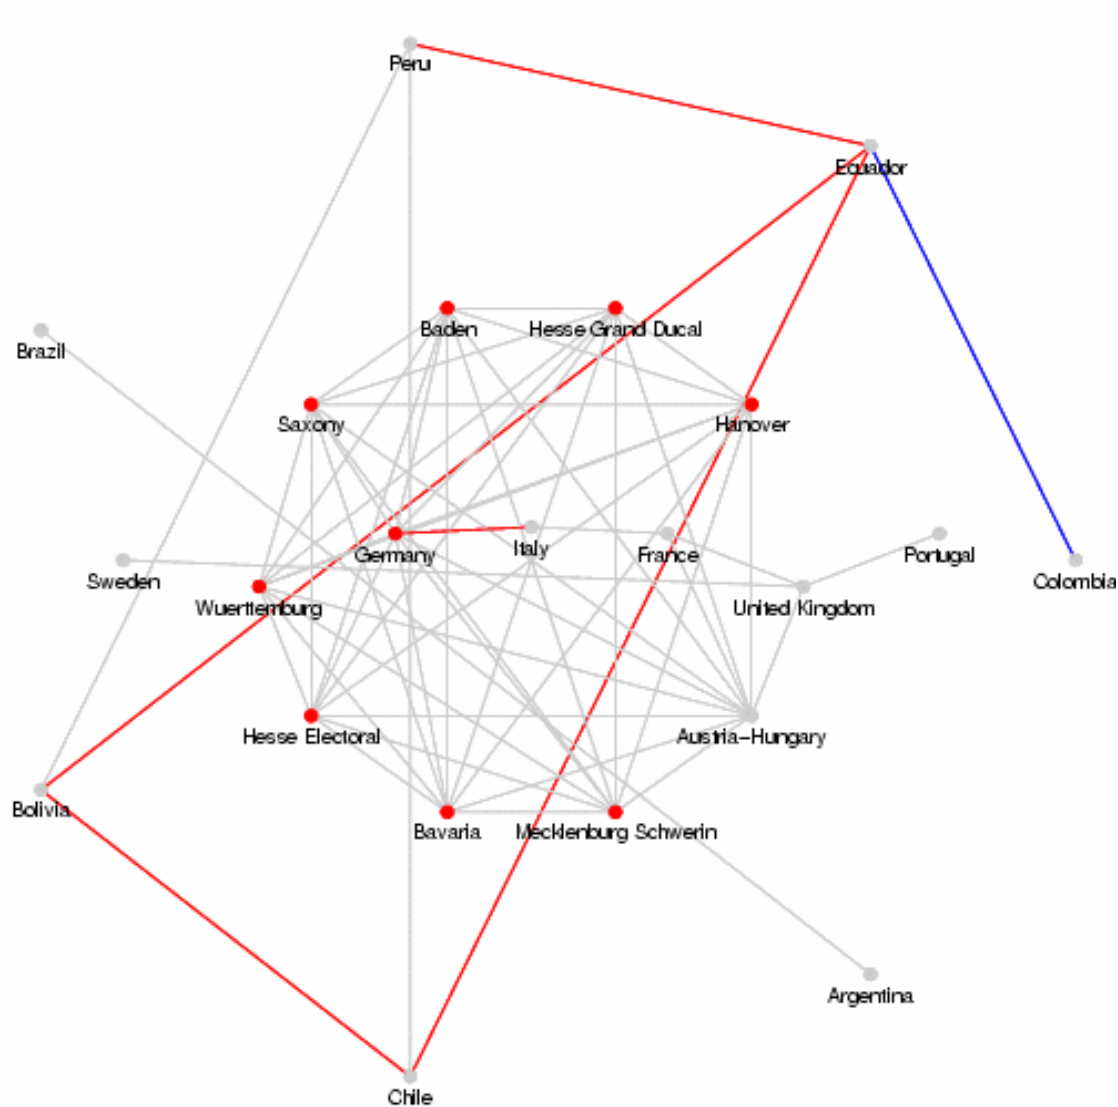 Peru
Ecuador
Baden
Hesse Grand Ducal
Brazil
Saxony
Hanover
Germany
Italy
France
Portugal
Sweden
Colombia
Wuerttemburg
United Kingdom
Hesse Electoral
Austria-Hungary
Bolivia
Bavaria
Mecklenburg Schwerin
Argentina
Chile